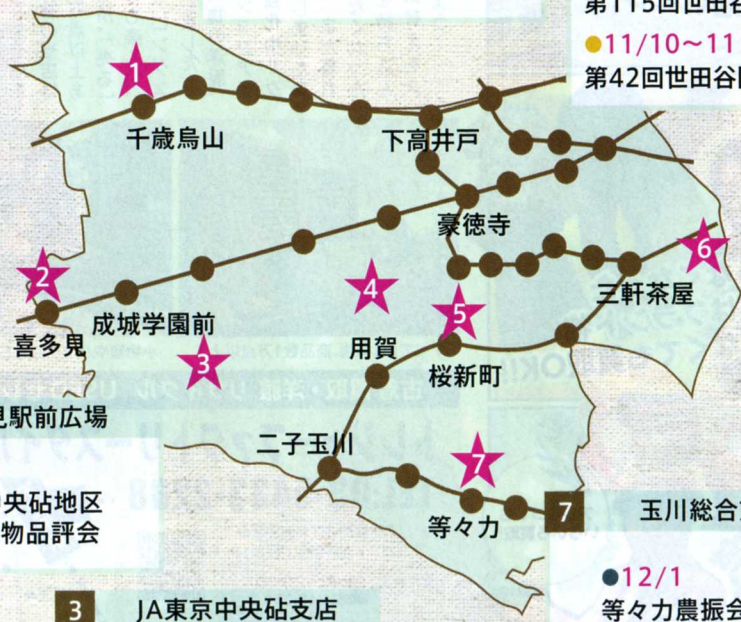 第115回世田谷
●11/10〜11
第42回世田谷
1
千歳烏山
下高井戸
豪徳寺
2
4
5
6
三軒茶屋
成城学園前
喜多見
3
用賀
桜新町
見駅前広場
二子玉川
7
等々力
中央砧地区
物品評会
7 玉川総合
●12/1
等々力農振会
3 JA東京中央砧支店